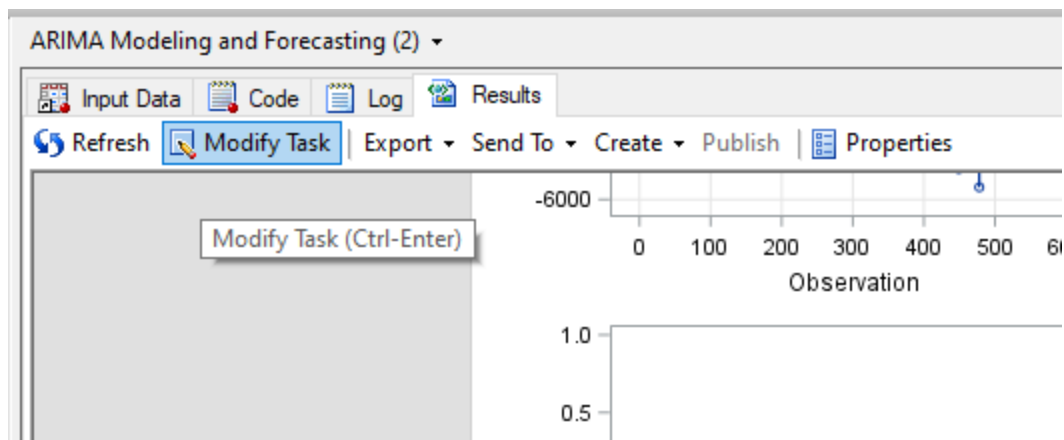 ARIMA Modeling and Forecasting (2)
Input Data Code Log Results
Refresh Modify Task Export Send To Create Publish Properties
-6000
Modify Task (Ctrl-Enter)
0 100 200 300 400 500
Observation
1.0
0.5